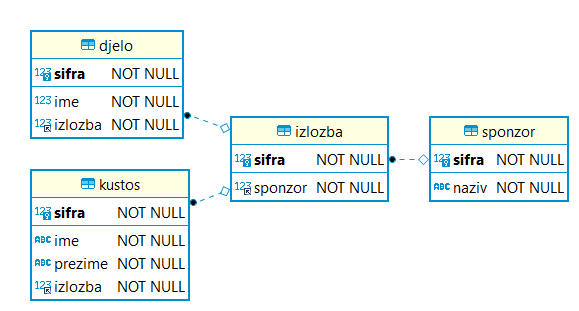 djelo
123 sifra NOT NULL
123 ime NOT NULL
123 izlozba NOT NULL
kustos
123 sifra NOT NULL
ABC ime NOT NULL
ABC prezime NOT NULL
123 izlozba NOT NULL
izlozba
123 sifra NOT NULL
123 sponzor NOT NULL
sponzor
123 sifra NOT NULL
ABC naziv NOT NULL